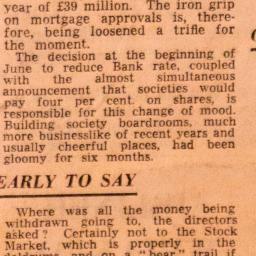 year of £39 million. The iron grip
on mortgage approvals is, there-
fore, being loosened a trifle for
the moment.
The decision at the beginning of
June to reduce Bank rate, coupled
with the almost simultaneous
announcement that societies would
pay four per cent. on shares, is
responsible for this change of mood.
Building society boardrooms, much
more businesslike of recent years and
usually cheerful places, had been
gloomy for six months.
EARLY TO SAY
Where was all the money being
withdrawn going to, the directors
asked? Certainly not to the Stock
Market, which is properly in the
doldrums, and on a "bear" trail if